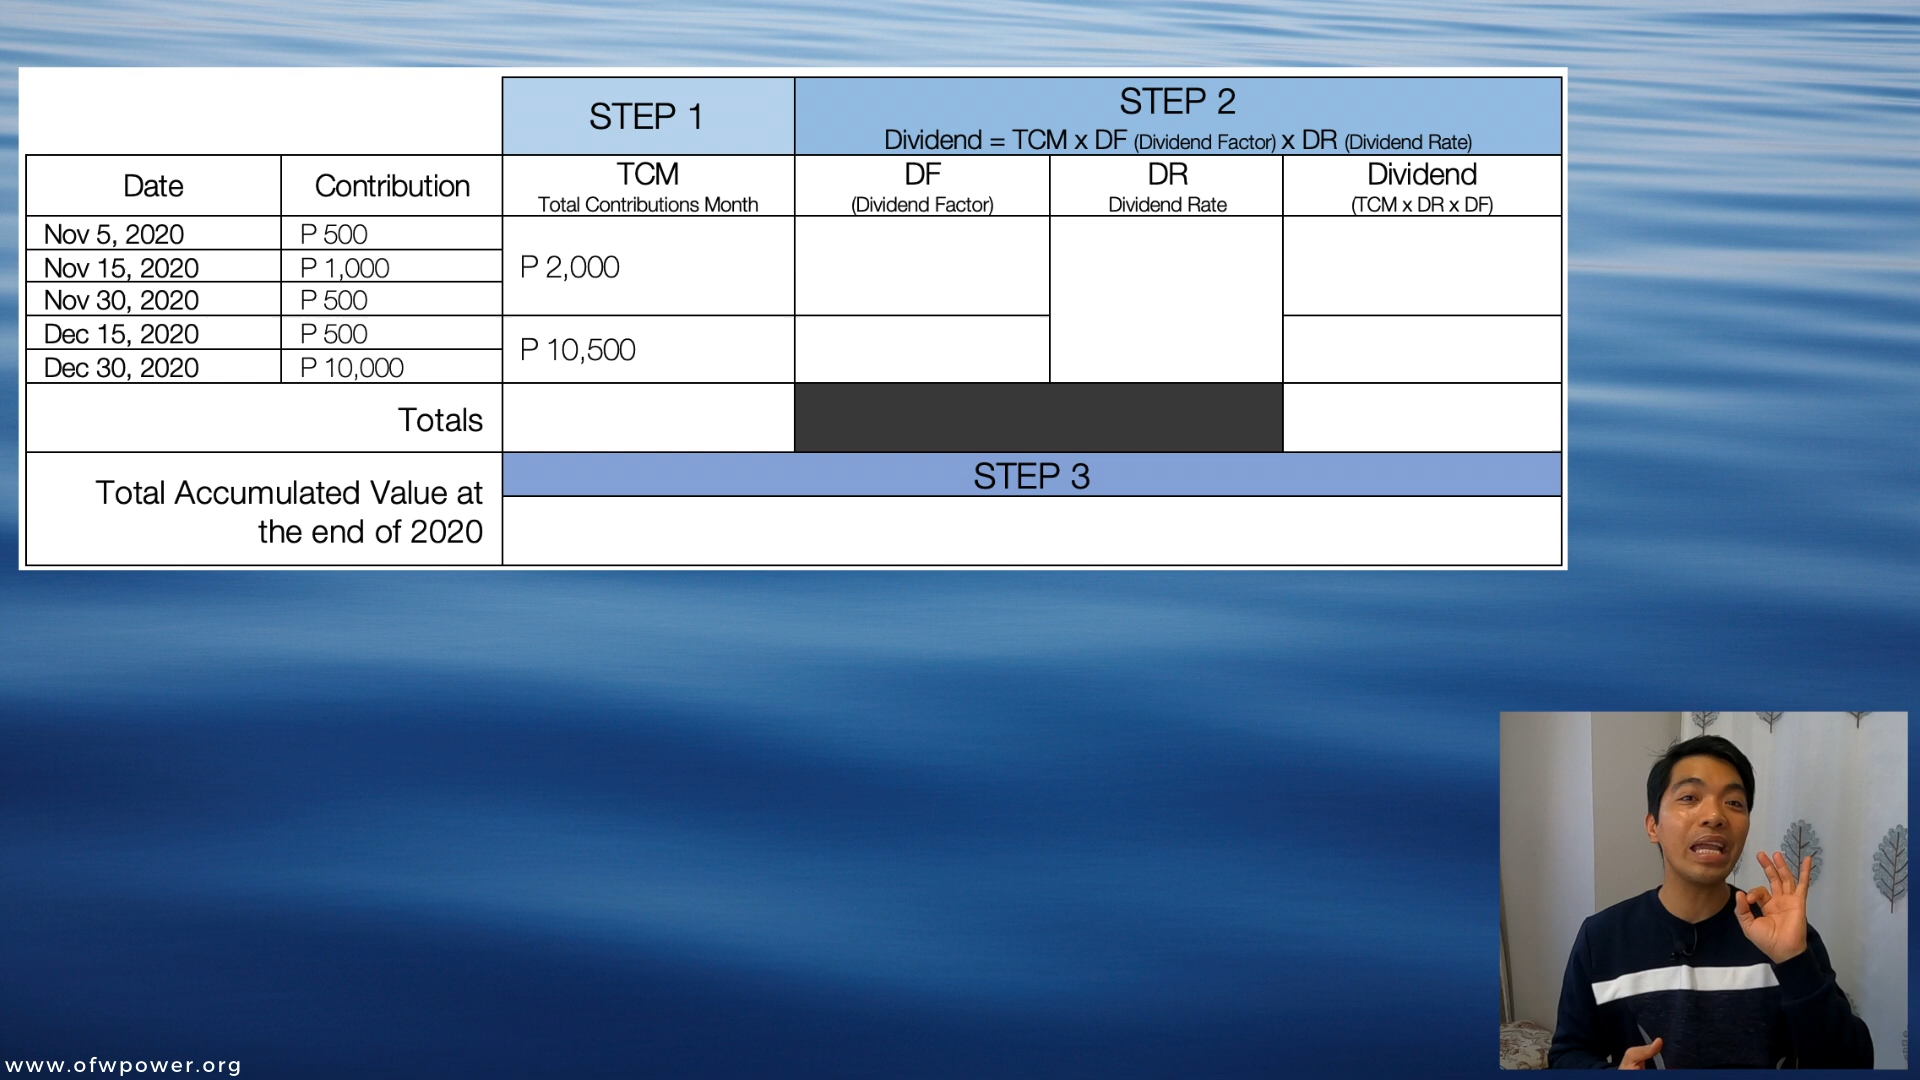 STEP 1
STEP 2
Dividend = TCM x DF (Dividend Factor) x DR (Dividend Rate)
Date
Contribution
TCM
Total Contributions Month
DF
(Dividend Factor)
DR
Dividend Rate
Dividend
(TCM x DR x DF)
Nov 5, 2020
P 500
Nov 15, 2020
P 1,000
P 2,000
Nov 30, 2020
P 500
Dec 15, 2020
P 500
P 10,500
Dec 30, 2020
P 10,000
Totals
STEP 3
Total Accumulated Value at
the end of 2020
www.ofwpower.org